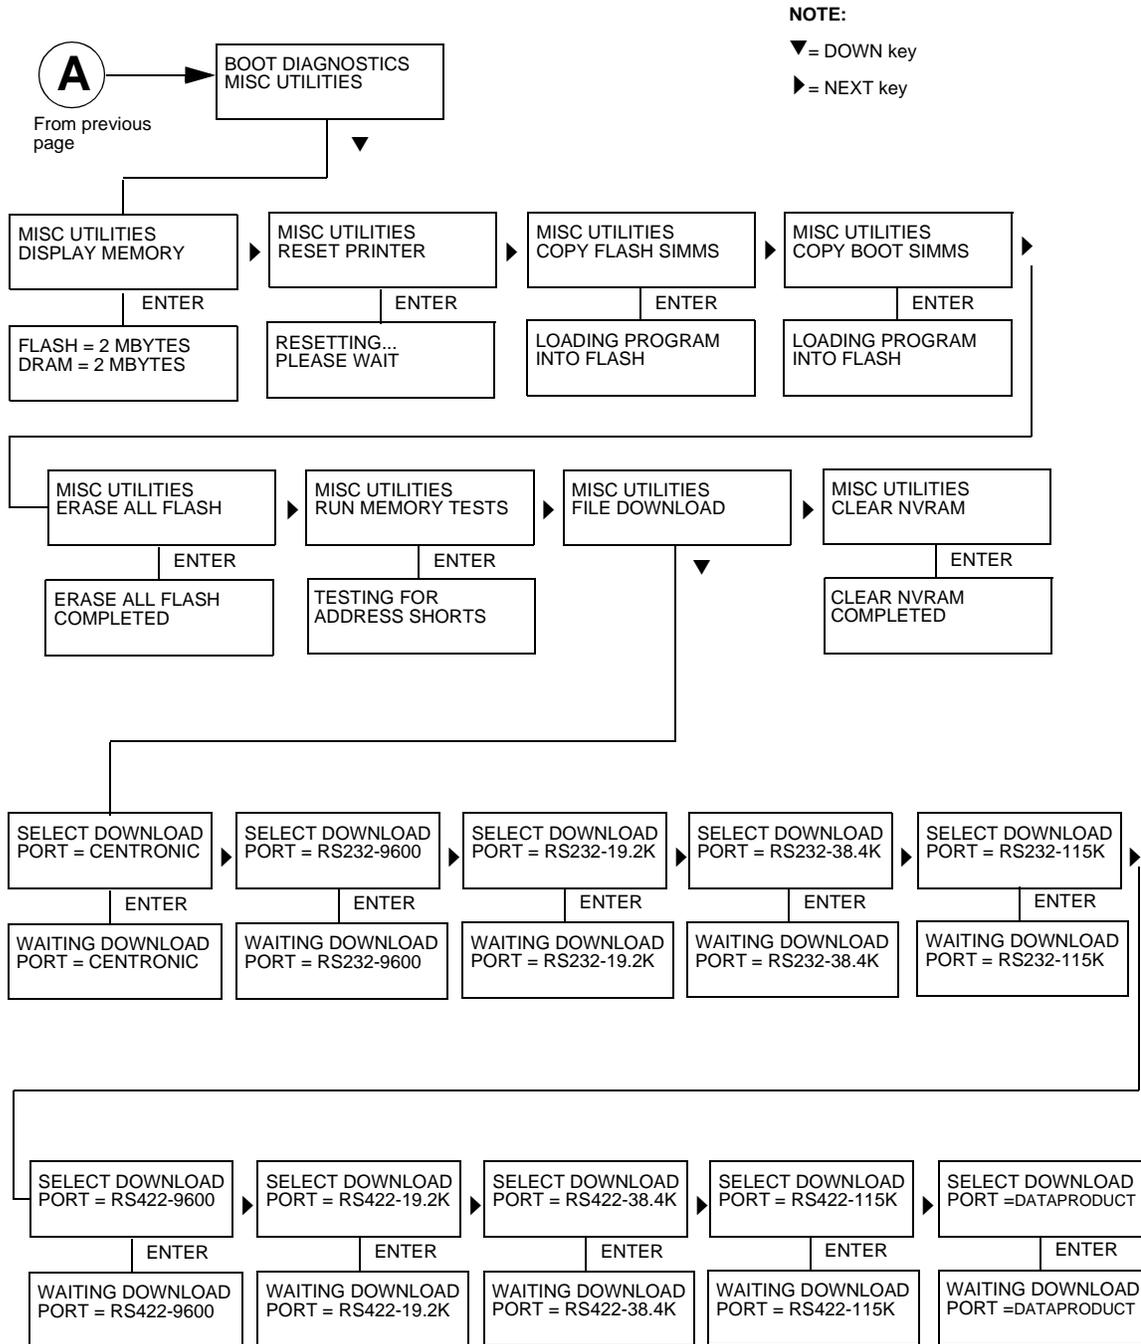 NOTE:
▼= DOWN key
▶= NEXT key
A
From previous
page
BOOT DIAGNOSTICS
MISC UTILITIES
▼
MISC UTILITIES
DISPLAY MEMORY
▶
MISC UTILITIES
RESET PRINTER
▶
MISC UTILITIES
COPY FLASH SIMMS
▶
MISC UTILITIES
COPY BOOT SIMMS
▶
ENTER
ENTER
ENTER
ENTER
FLASH = 2 MBYTES
DRAM = 2 MBYTES
RESETTING...
PLEASE WAIT
LOADING PROGRAM
INTO FLASH
LOADING PROGRAM
INTO FLASH
MISC UTILITIES
ERASE ALL FLASH
▶
MISC UTILITIES
RUN MEMORY TESTS
▶
MISC UTILITIES
FILE DOWNLOAD
▶
MISC UTILITIES
CLEAR NVRAM
ENTER
ENTER
▼
ENTER
ERASE ALL FLASH
COMPLETED
TESTING FOR
ADDRESS SHORTS
CLEAR NVRAM
COMPLETED
SELECT DOWNLOAD
PORT = CENTRONIC
▶
SELECT DOWNLOAD
PORT = RS232-9600
▶
SELECT DOWNLOAD
PORT = RS232-19.2K
▶
SELECT DOWNLOAD
PORT = RS232-38.4K
▶
SELECT DOWNLOAD
PORT = RS232-115K
▶
ENTER
ENTER
ENTER
ENTER
ENTER
WAITING DOWNLOAD
PORT = CENTRONIC
WAITING DOWNLOAD
PORT = RS232-9600
WAITING DOWNLOAD
PORT = RS232-19.2K
WAITING DOWNLOAD
PORT = RS232-38.4K
WAITING DOWNLOAD
PORT = RS232-115K
SELECT DOWNLOAD
PORT = RS422-9600
▶
SELECT DOWNLOAD
PORT = RS422-19.2K
▶
SELECT DOWNLOAD
PORT = RS422-38.4K
▶
SELECT DOWNLOAD
PORT = RS422-115K
▶
SELECT DOWNLOAD
PORT =DATAPRODUCT
ENTER
ENTER
ENTER
ENTER
ENTER
WAITING DOWNLOAD
PORT = RS422-9600
WAITING DOWNLOAD
PORT = RS422-19.2K
WAITING DOWNLOAD
PORT = RS422-38.4K
WAITING DOWNLOAD
PORT = RS422-115K
WAITING DOWNLOAD
PORT =DATAPRODUCT